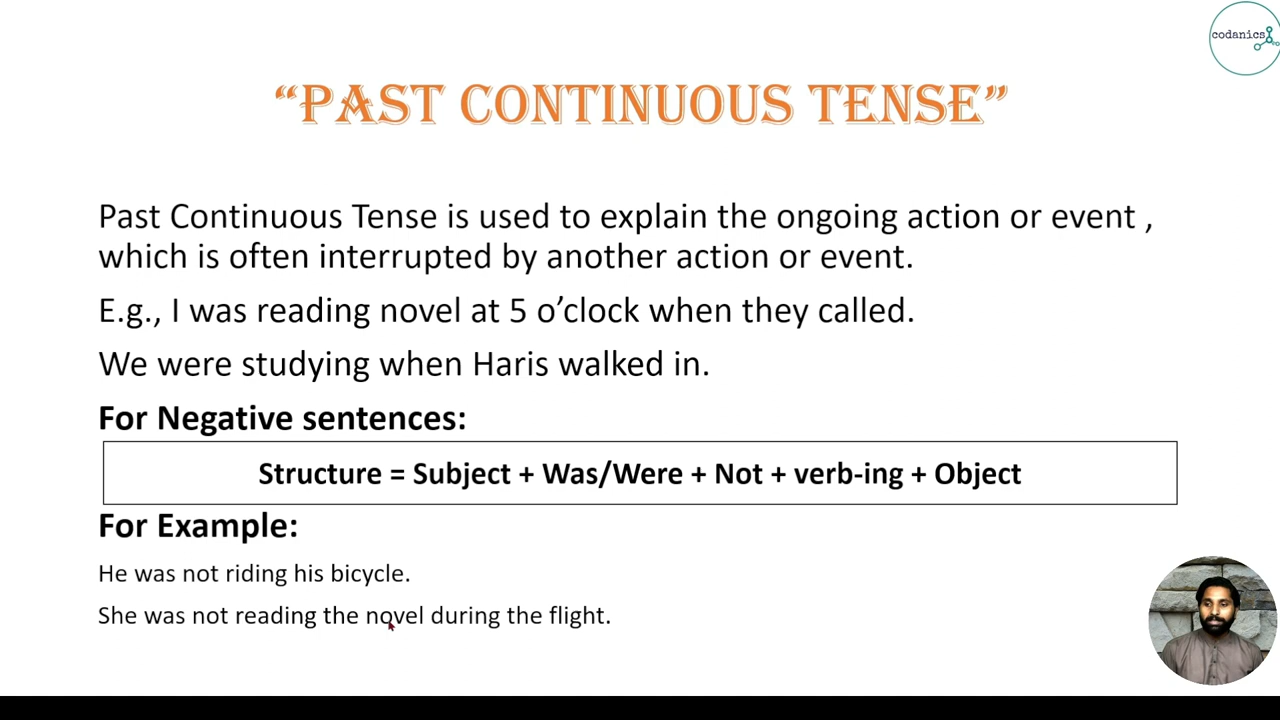 codanics
“PAST CONTINUOUS TENSE”
Past Continuous Tense is used to explain the ongoing action or event ,
which is often interrupted by another action or event.
E.g., I was reading novel at 5 o’clock when they called.
We were studying when Haris walked in.
For Negative sentences:
Structure = Subject + Was/Were + Not + verb-ing + Object
For Example:
He was not riding his bicycle.
She was not reading the novel during the flight.